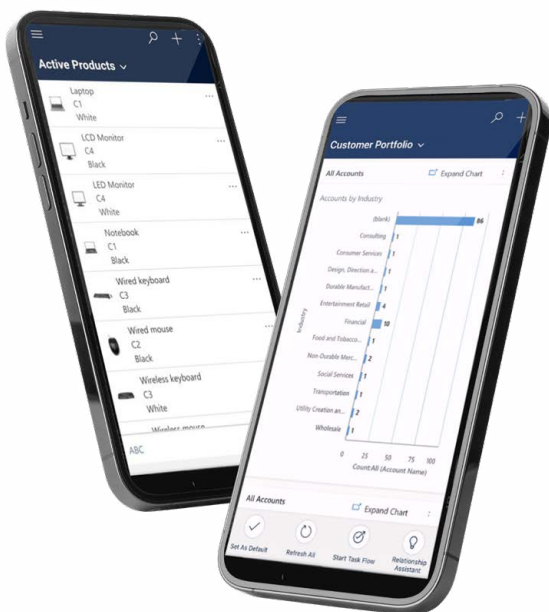 Active Products
Laptop
C1
White
LCD Monitor
C4
Black
LED Monitor
C4
White
Notebook
C1
Black
Wired keyboard
C3
Black
Wired mouse
C2
Black
Wireless keyboard
C3
White
Wireless mouse
ABC
Customer Portfolio
All Accounts
Expand Chart
Accounts by Industry
(blank) 86
Consulting 1
Consumer Services 1
Design, Direction a... 1
Durable Manufact... 1
Entertainment Retail 4
Financial 10
Food and Tobacco... 1
Non-Durable Merc... 2
Social Services 1
Transportation 1
Utility Creation an... 2
Wholesale 1
Industry
0 25 50 75 100
Count:All (Account Name)
All Accounts
Expand Chart
Set As Default
Refresh All
Start Task Flow
Relationship
Assistant